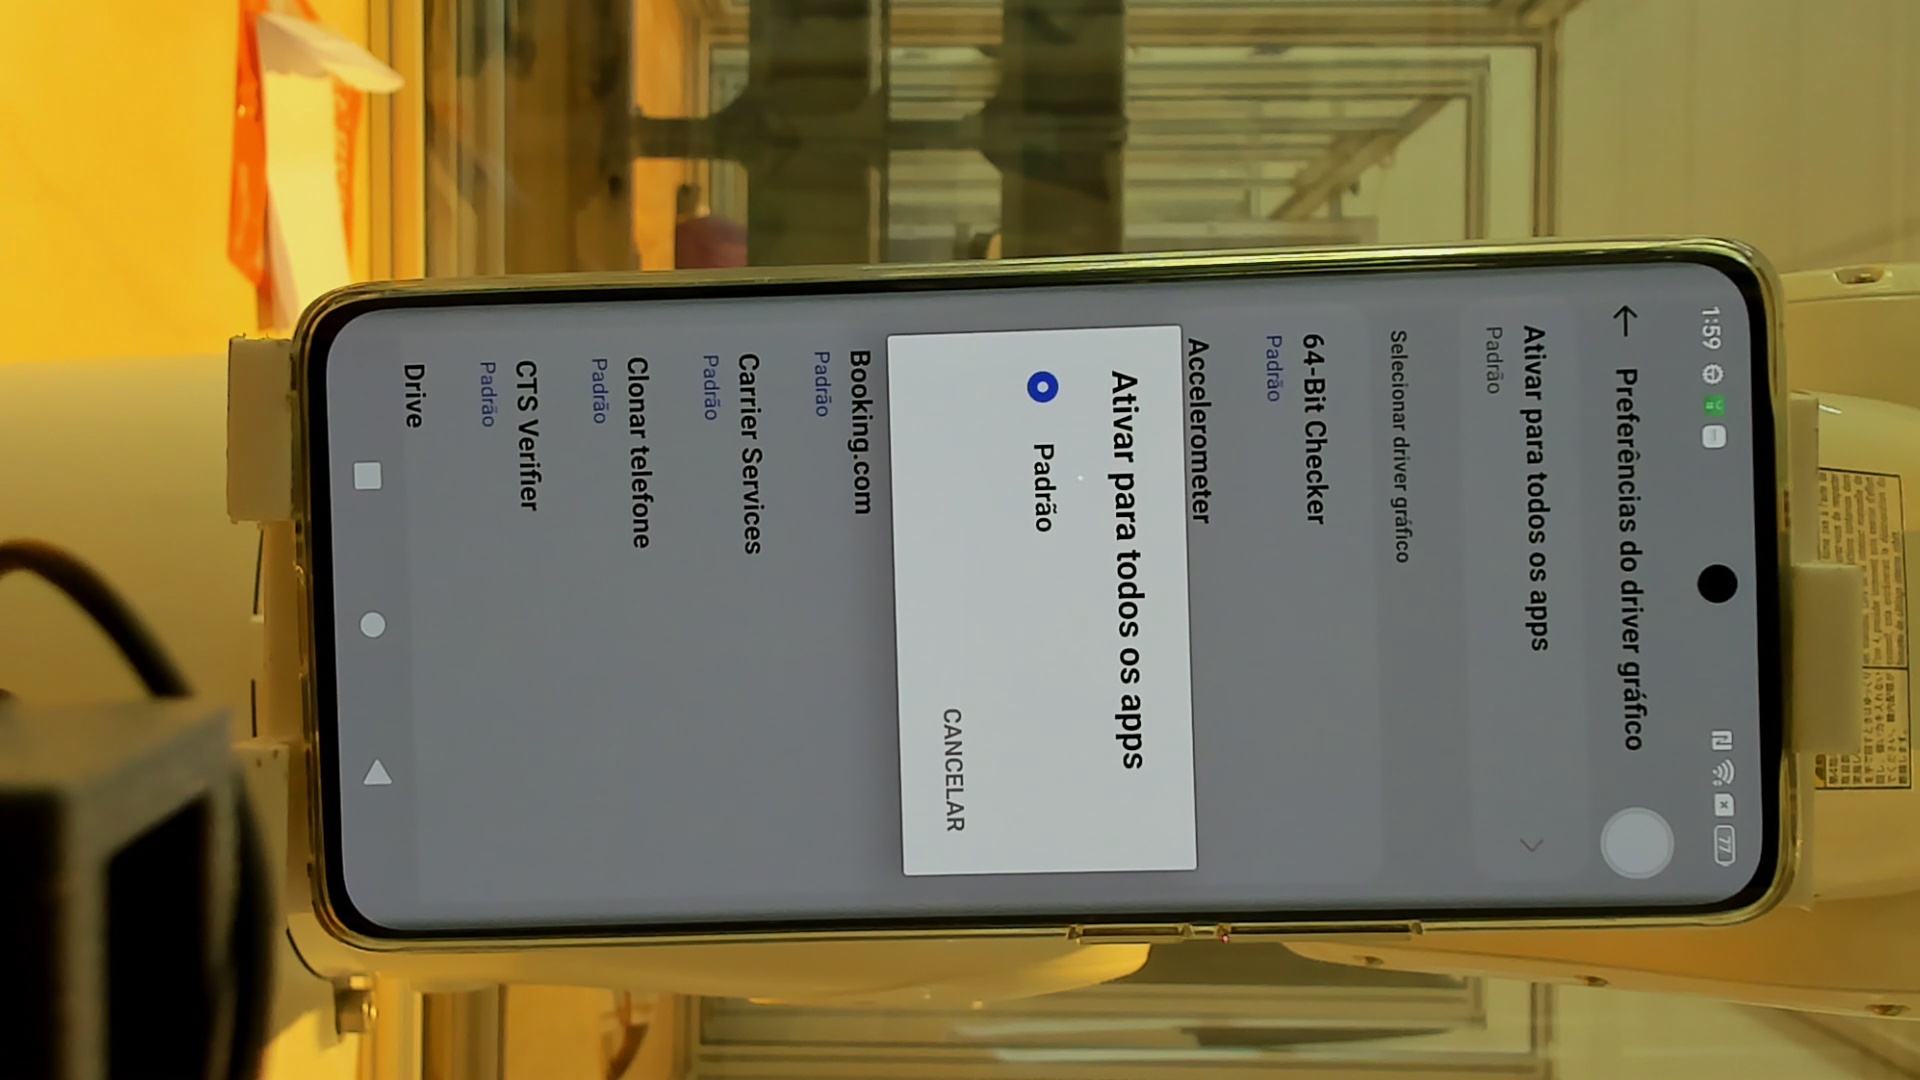 1:59
77
Preferências do driver gráfico
Ativar para todos os apps
Padrão
Selecionar driver gráfico
64-Bit Checker
Padrão
Accelerometer
Ativar para todos os apps
Padrão
CANCELAR
Booking.com
Padrão
Carrier Services
Padrão
Clonar telefone
Padrão
CTS Verifier
Padrão
Drive